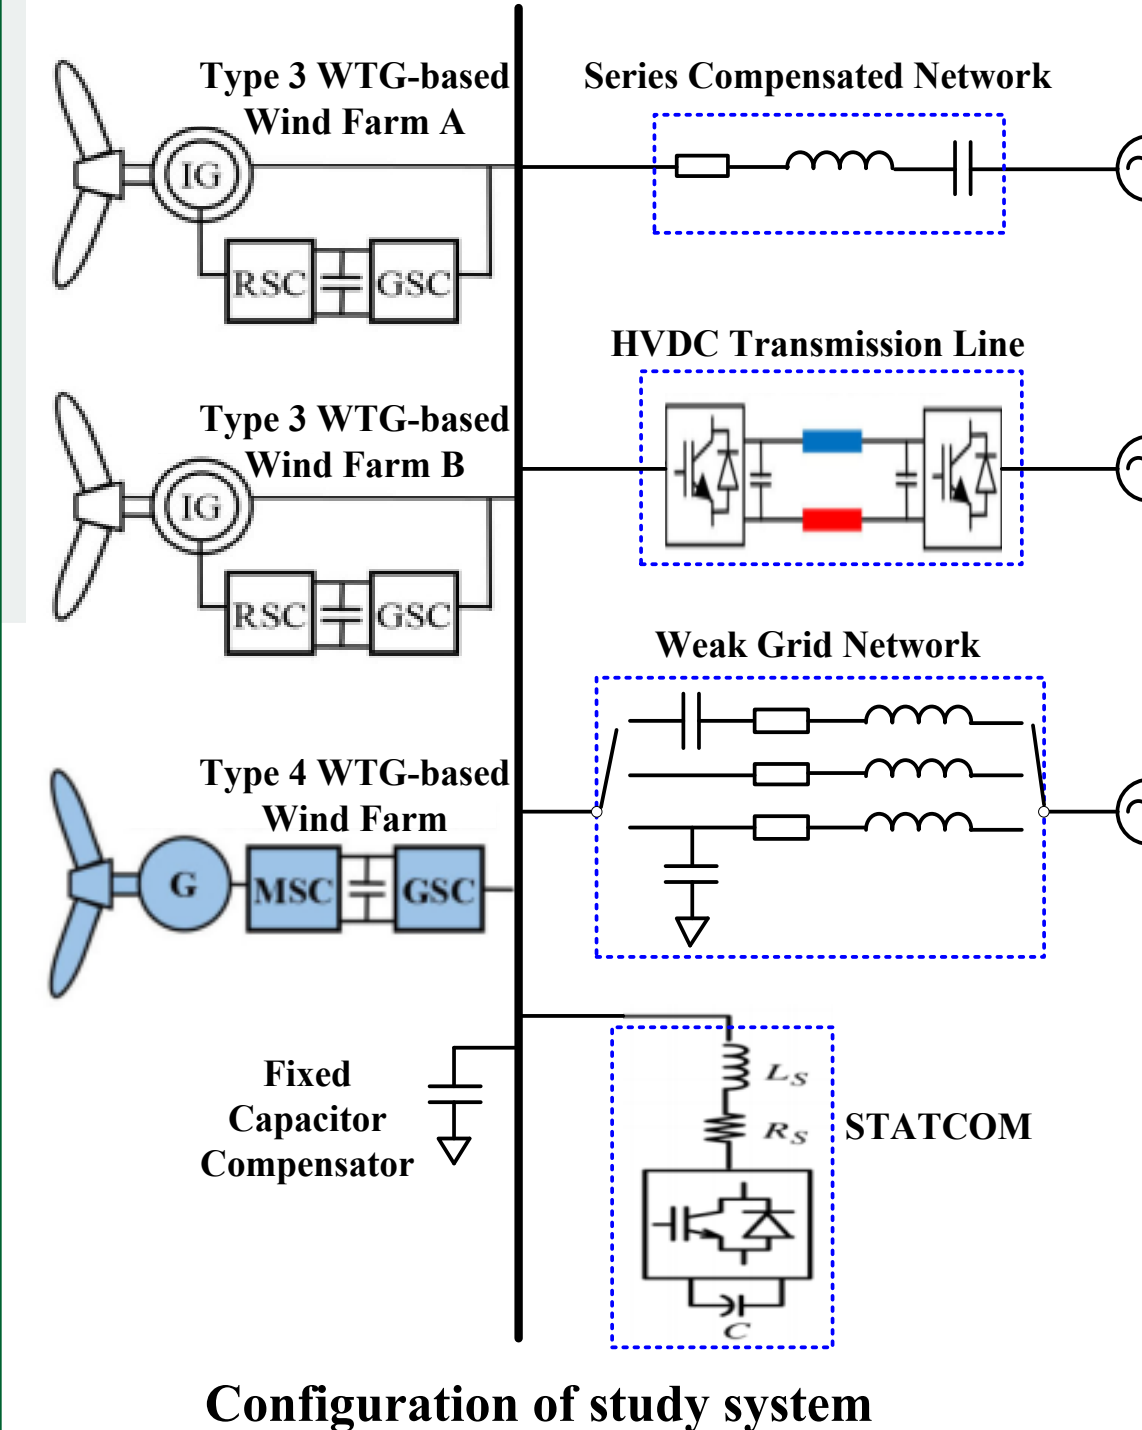 Type 3 WTG-based
Wind Farm A
Series Compensated Network
IG
RSC
GSC
HVDC Transmission Line
Type 3 WTG-based
Wind Farm B
IG
RSC
GSC
Weak Grid Network
Type 4 WTG-based
Wind Farm
G
MSC
GSC
Fixed
Capacitor
Compensator
L_S
R_S
STATCOM
C
Configuration of study system